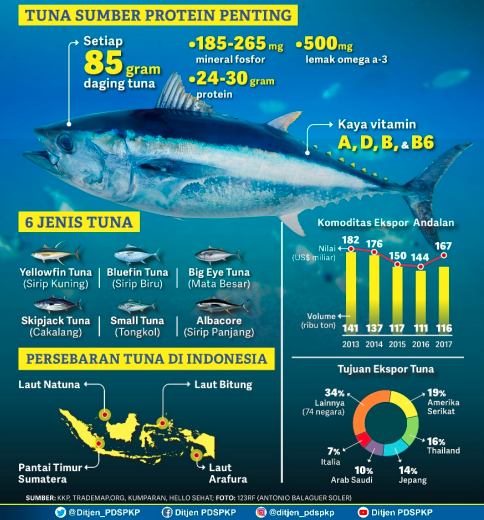 TUNA SUMBER PROTEIN PENTING
Setiap
85 gram
daging tuna
•185-265 mg
mineral fosfor
•500mg
lemak omega a-3
•24-30 gram
protein
Kaya vitamin
A, D, B, & B6
6 JENIS TUNA
Yellowfin Tuna
(Sirip Kuning)
Bluefin Tuna
(Sirip Biru)
Big Eye Tuna
(Mata Besar)
Skipjack Tuna
(Cakalang)
Small Tuna
(Tongkol)
Albacore
(Sirip Panjang)
Komoditas Ekspor Andalan
Nilai
(US$ miliar)
182
176
150
144
167
Volume
(ribu ton)
141
137
117
111
116
2013
2014
2015
2016
2017
PERSEBARAN TUNA DI INDONESIA
Laut Natuna
Laut Bitung
Pantai Timur
Sumatera
Laut
Arafura
Tujuan Ekspor Tuna
34%
Lainnya
(74 negara)
19%
Amerika
Serikat
16%
Thailand
14%
Jepang
10%
Arab Saudi
7%
Italia
SUMBER: KKP, TRADEMAP.ORG, KUMPARAN, HELLO SEHAT; FOTO: 123RF (ANTONIO BALAGUER SOLER)
@Ditjen_PDSPKP
Ditjen PDSPKP
@ditjen_pdspkp
Ditjen PDSPKP